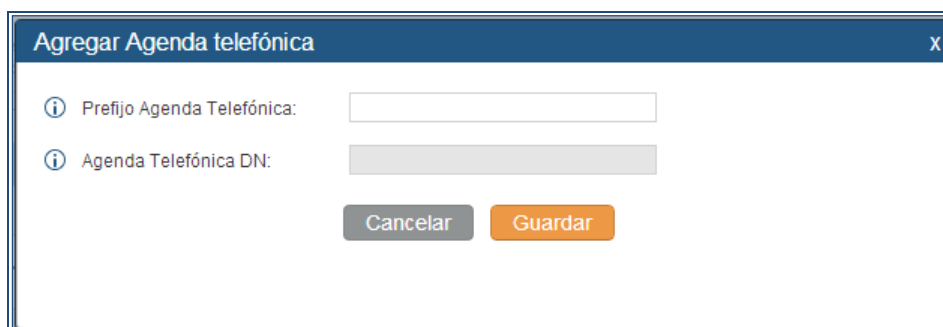 Agregar Agenda telefónica x
Prefijo Agenda Telefónica:
Agenda Telefónica DN:
Cancelar Guardar